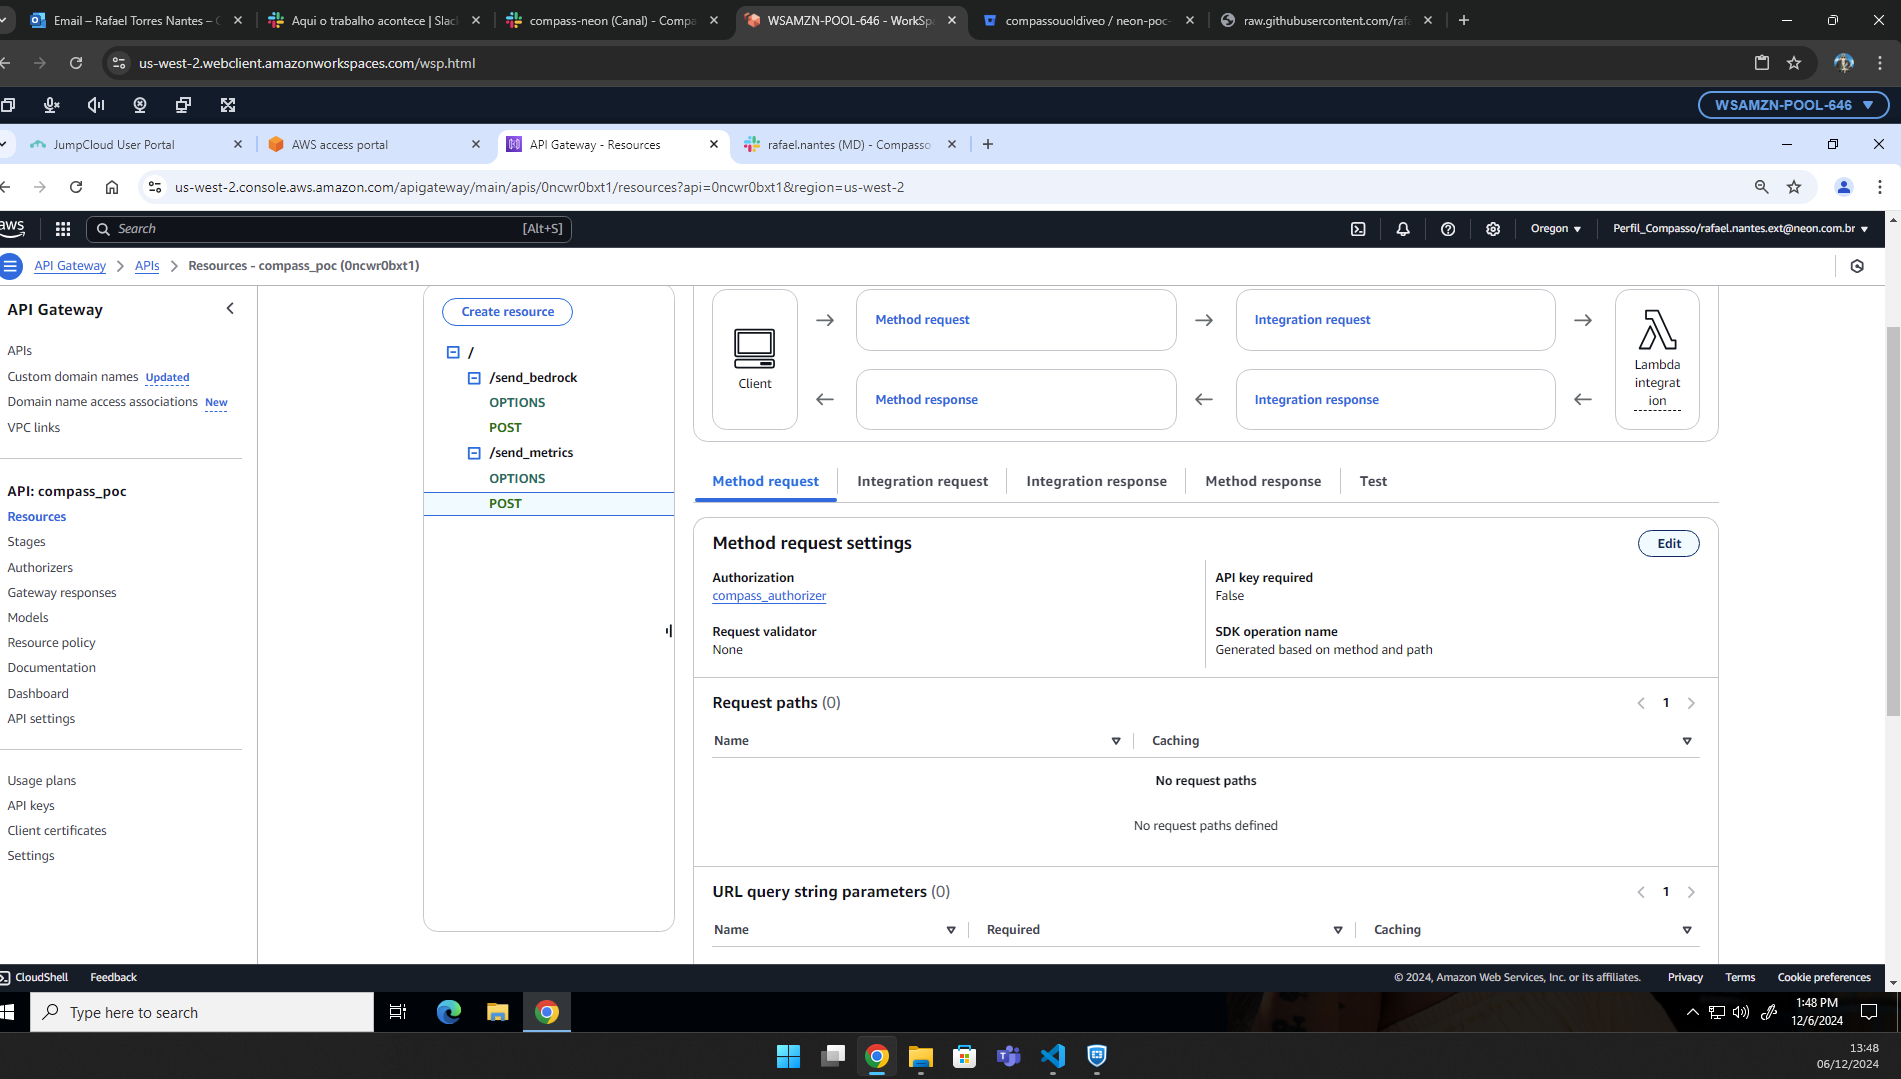 Email – Rafael Torres Nantes –
Aqui o trabalho acontece | Slac
compass-neon (Canal) - Compa
WSAMZN-POOL-646 - WorkSp
compassouoldiveo / neon-poc-
raw.githubusercontent.com/raf
us-west-2.webclient.amazonworkspaces.com/wsp.html
WSAMZN-POOL-646
JumpCloud User Portal
AWS access portal
API Gateway - Resources
rafael.nantes (MD) - Compasso
us-west-2.console.aws.amazon.com/apigateway/main/apis/0ncwr0bxt1/resources?api=0ncwr0bxt1&region=us-west-2
aws
Search
[Alt+S]
Oregon
Perfil_Compasso/rafael.nantes.ext@neon.com.br
API Gateway
APIs
Resources - compass_poc (0ncwr0bxt1)
API Gateway
APIs
Custom domain names Updated
Domain name access associations New
VPC links
API: compass_poc
Resources
Stages
Authorizers
Gateway responses
Models
Resource policy
Documentation
Dashboard
API settings
Usage plans
API keys
Client certificates
Settings
Create resource
/
/send_bedrock
OPTIONS
POST
/send_metrics
OPTIONS
POST
Client
Method request
Integration request
Method response
Integration response
Lambda
integrat
ion
Method request
Integration request
Integration response
Method response
Test
Method request settings
Edit
Authorization
compass_authorizer
API key required
False
Request validator
None
SDK operation name
Generated based on method and path
Request paths (0)
1
Name
Caching
No request paths
No request paths defined
URL query string parameters (0)
1
Name
Required
Caching
CloudShell
Feedback
© 2024, Amazon Web Services, Inc. or its affiliates.
Privacy
Terms
Cookie preferences
Type here to search
1:48 PM
12/6/2024
13:48
06/12/2024